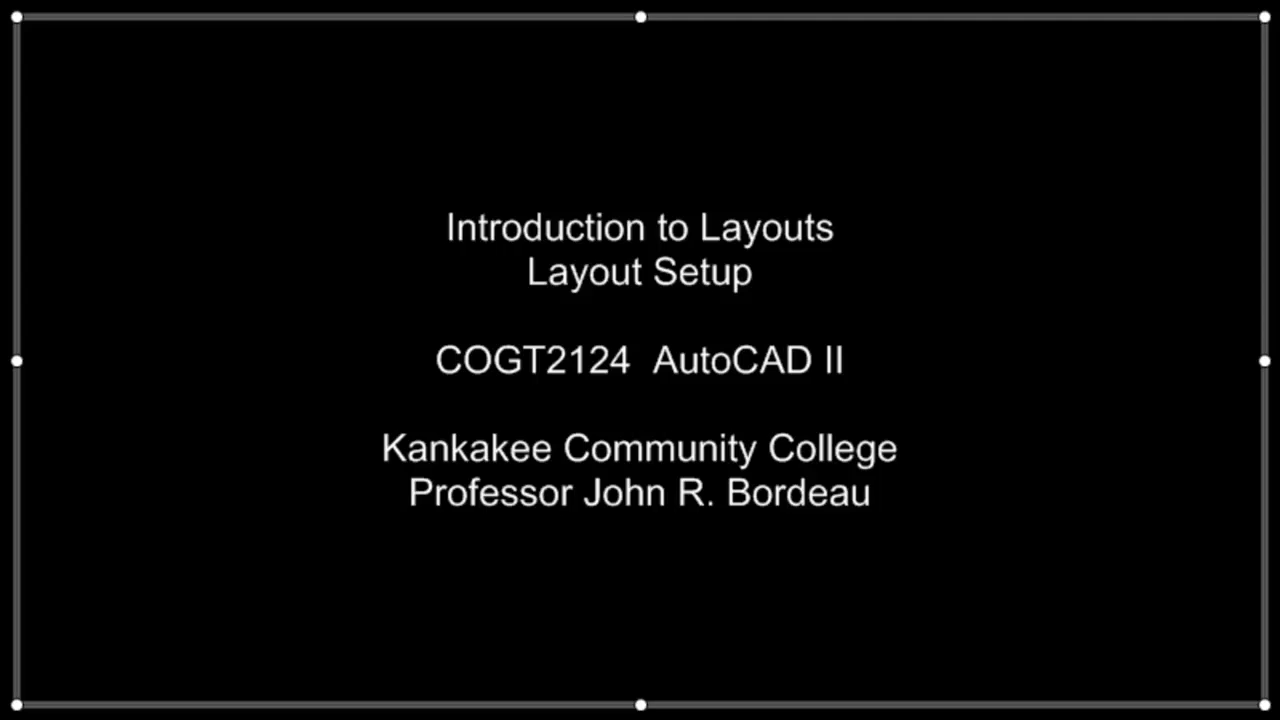 Introduction to Layouts
Layout Setup
COGT2124  AutoCAD II
Kankakee Community College
Professor John R. Bordeau